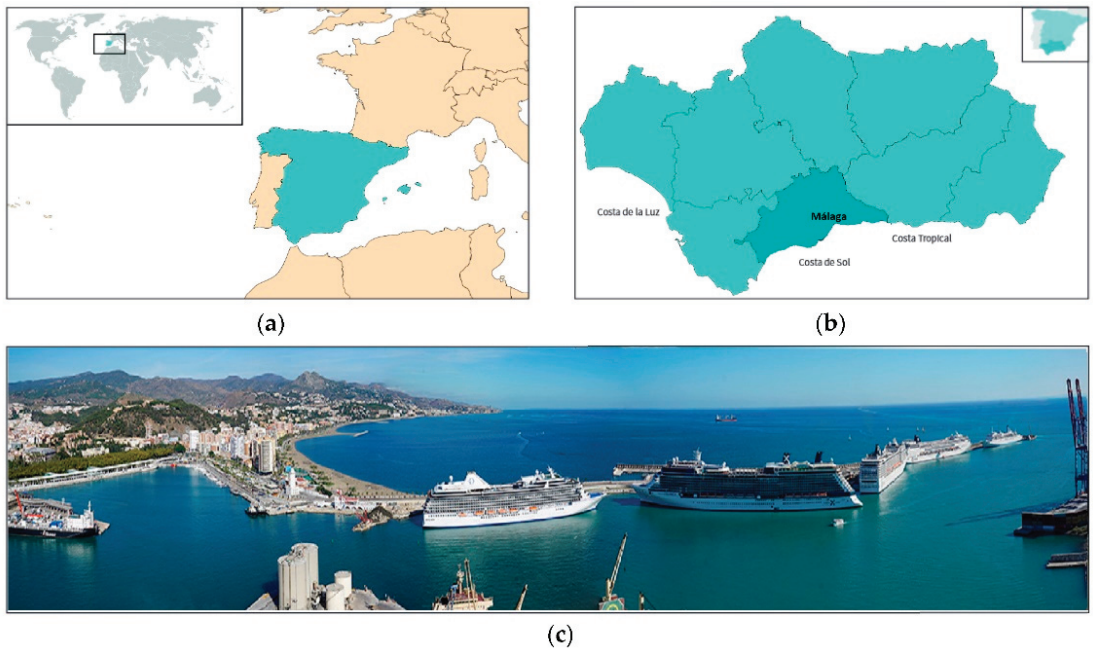 (a)
Costa de la Luz
Málaga
Costa Tropical
Costa de Sol
(b)
(c)